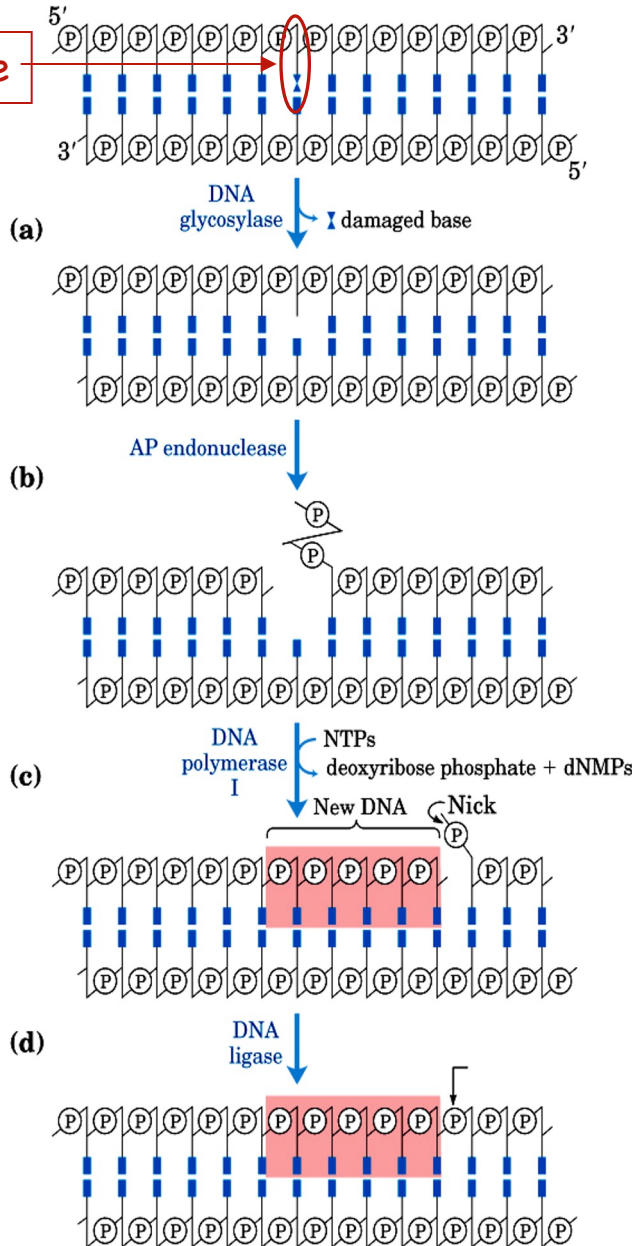 5′
P P P P P P P P P P P P P P 3′
e
3′ P P P P P P P P P P P P P P
5′
DNA
glycosylase
damaged base
(a)
P P P P P P P P P P P P P P
P P P P P P P P P P P P P P
AP endonuclease
(b)
P
P
P P P P P P P P P P P P
P P P P P P P P P P P P P P
DNA
polymerase
I
NTPs
deoxyribose phosphate + dNMPs
(c)
New DNA
Nick
P
P P P P P P P P P P P P P
P P P P P P P P P P P P P P
DNA
ligase
(d)
P P P P P P P P P P P P P P
P P P P P P P P P P P P P P